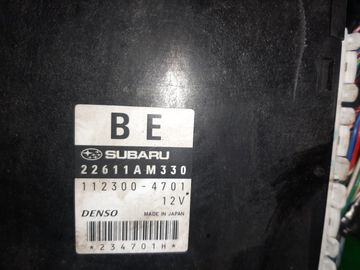 BE
SUBARU
22611AM330
112300-4701
12V
DENSO MADE IN JAPAN
*234701H*